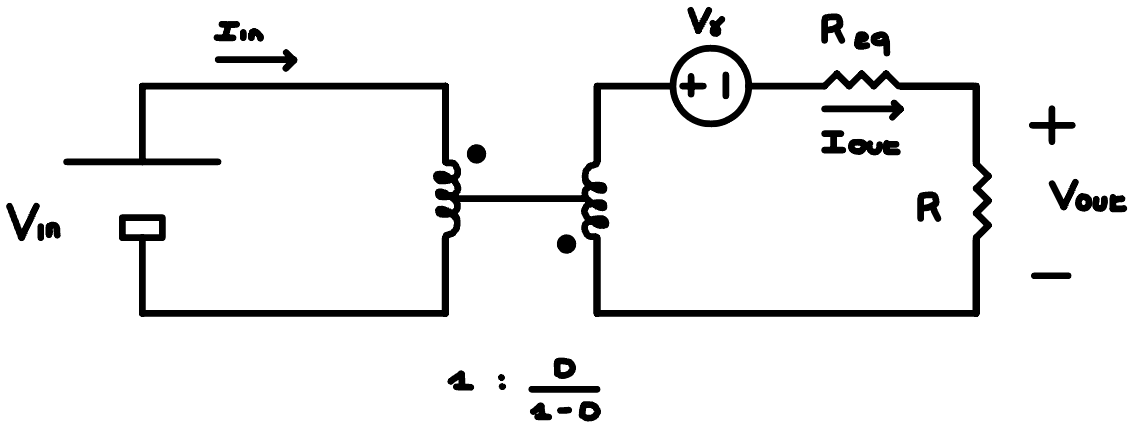 Iin
Vγ
Req
+ −
Iout
+
Vin
R
Vout
−
1 : D
1 - D